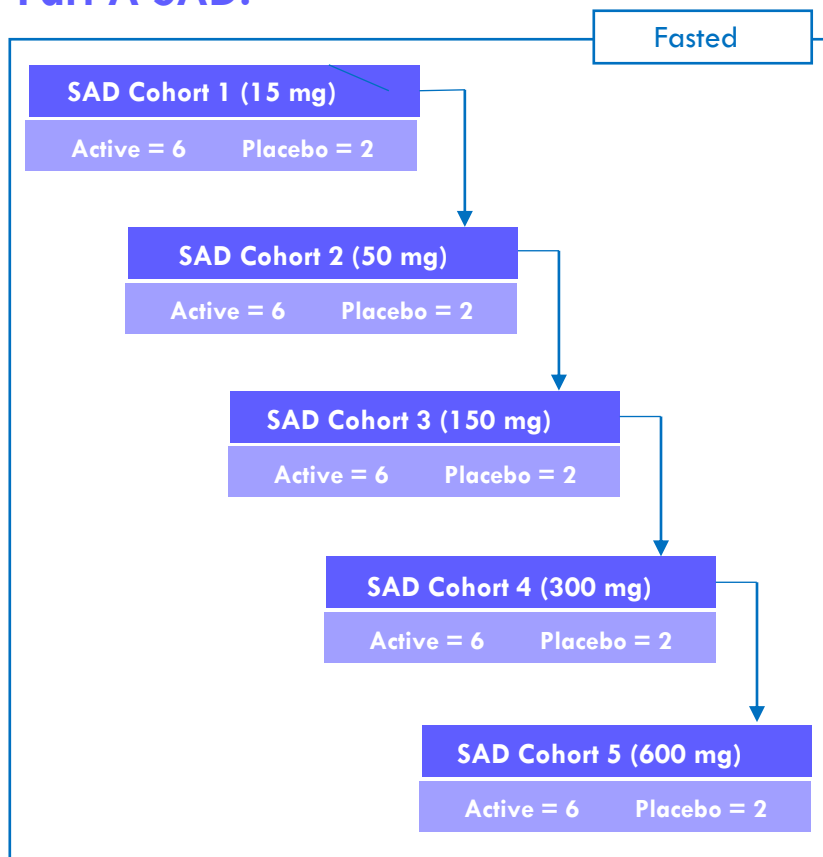 Part A SAD:
Fasted
SAD Cohort 1 (15 mg)
Active = 6 Placebo = 2
SAD Cohort 2 (50 mg)
Active = 6 Placebo = 2
SAD Cohort 3 (150 mg)
Active = 6 Placebo = 2
SAD Cohort 4 (300 mg)
Active = 6 Placebo = 2
SAD Cohort 5 (600 mg)
Active = 6 Placebo = 2